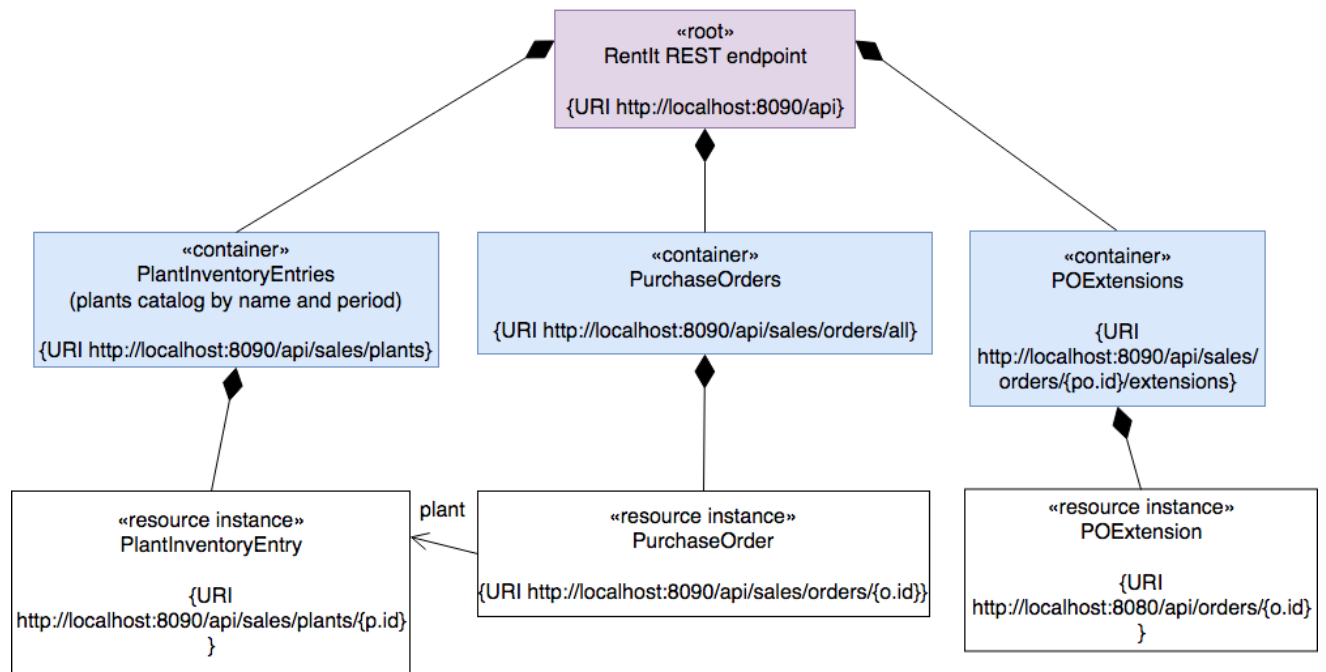 «root»
RentIt REST endpoint
{URI http://localhost:8090/api}
«container»
PlantInventoryEntries
(plants catalog by name and period)
{URI http://localhost:8090/api/sales/plants}
«container»
PurchaseOrders
{URI http://localhost:8090/api/sales/orders/all}
«container»
POExtensions
{URI
http://localhost:8090/api/sales/
orders/{po.id}/extensions}
«resource instance»
PlantInventoryEntry
{URI
http://localhost:8090/api/sales/plants/{p.id}
}
plant
«resource instance»
PurchaseOrder
{URI http://localhost:8090/api/sales/orders/{o.id}}
«resource instance»
POExtension
{URI
http://localhost:8080/api/orders/{o.id}
}